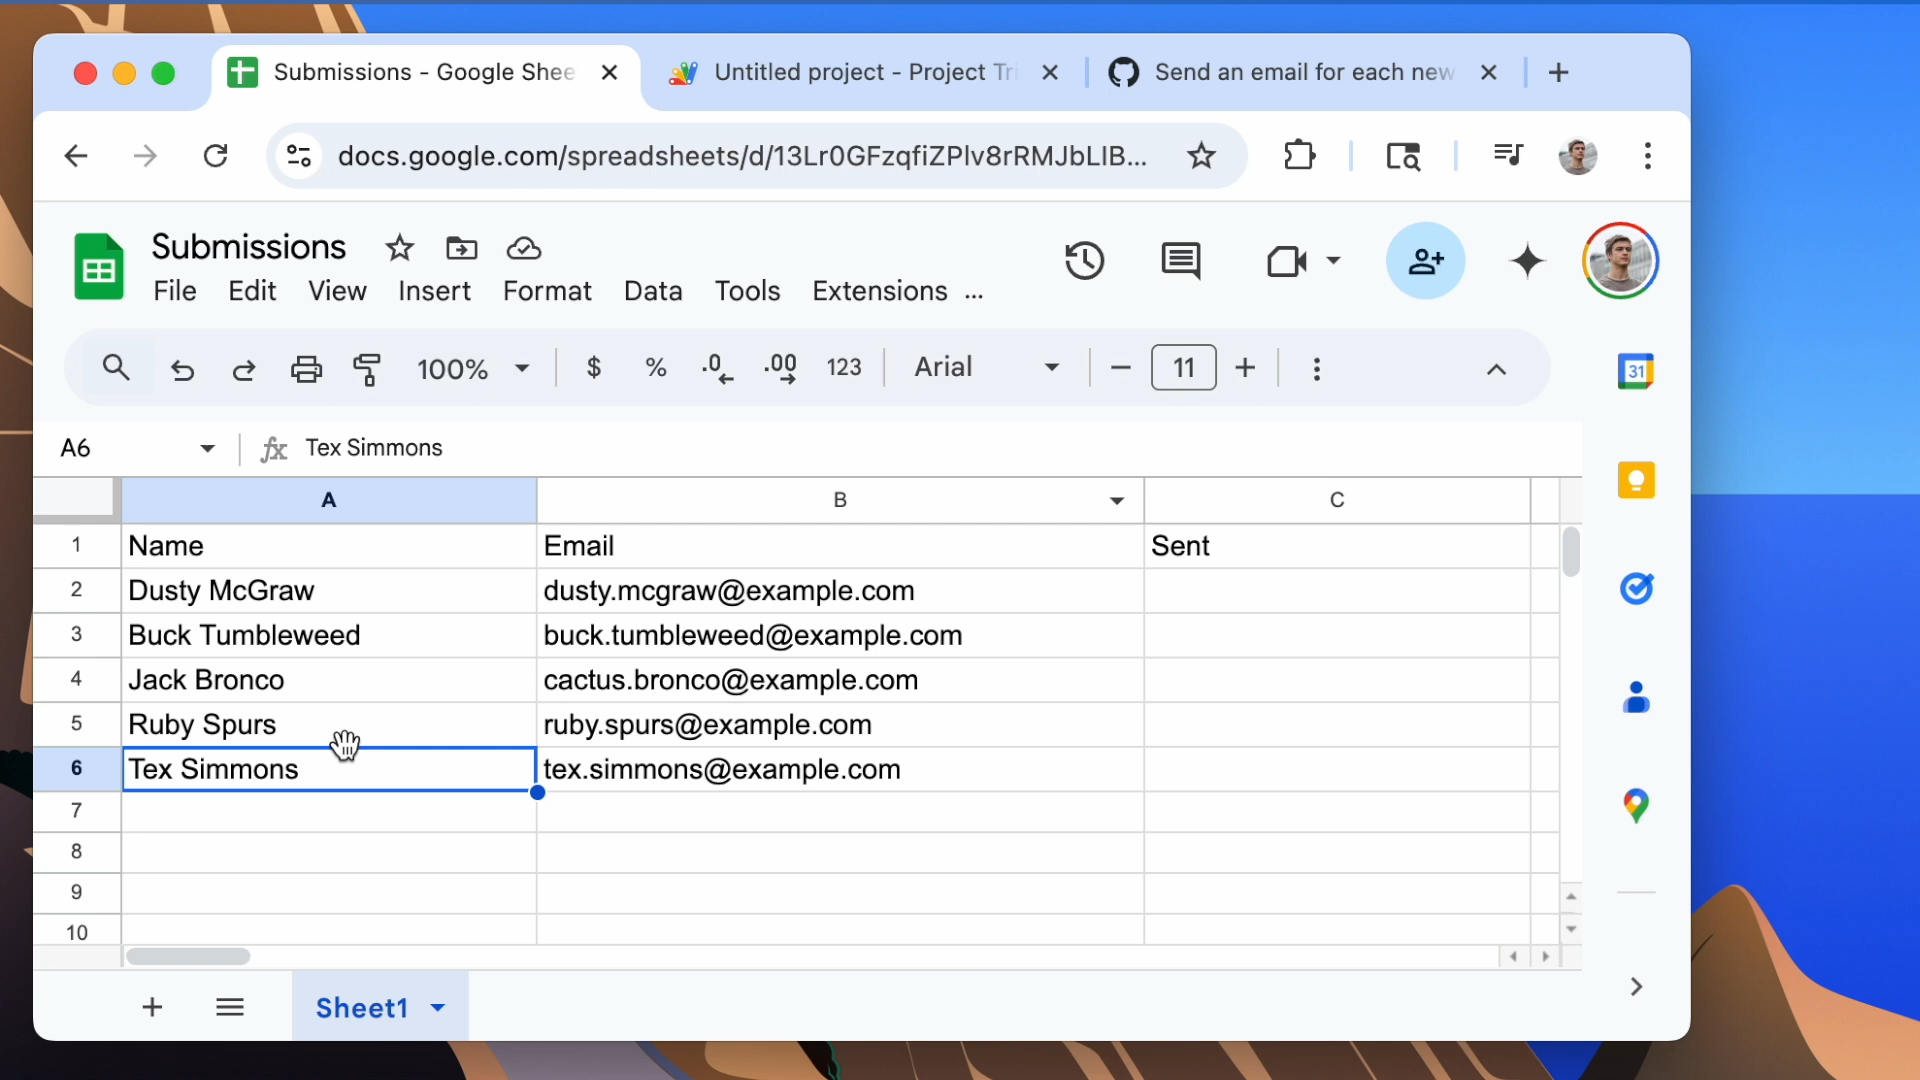 Submissions - Google Shee
Untitled project - Project Tri
Send an email for each new
docs.google.com/spreadsheets/d/13Lr0GFzqfiZPlv8rRMJbLIB...
Submissions
File Edit View Insert Format Data Tools Extensions ...
100% $ % .0 .00 123 Arial 11
31
A6 fx Tex Simmons
A B C
1 Name Email Sent
2 Dusty McGraw dusty.mcgraw@example.com
3 Buck Tumbleweed buck.tumbleweed@example.com
4 Jack Bronco cactus.bronco@example.com
5 Ruby Spurs ruby.spurs@example.com
6 Tex Simmons tex.simmons@example.com
7
8
9
10
Sheet1